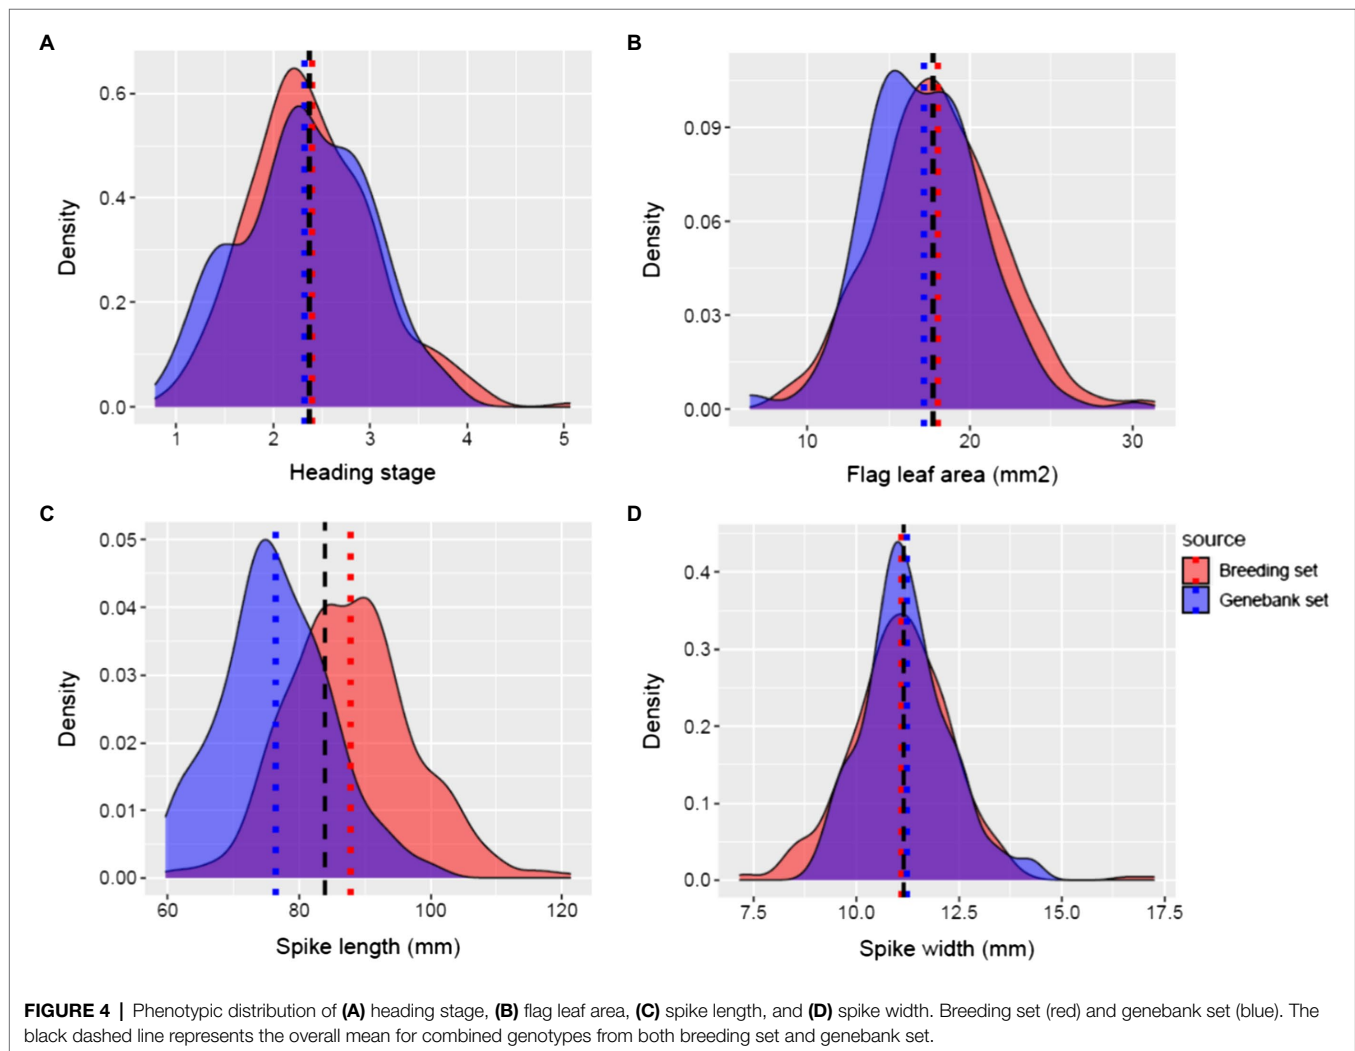 A
0.6
0.4
0.2
0.0
Density
1 2 3 4 5
Heading stage
B
0.09
0.06
0.03
0.00
Density
10 20 30
Flag leaf area (mm2)
C
0.05
0.04
0.03
0.02
0.01
0.00
Density
60 80 100 120
Spike length (mm)
D
0.4
0.3
0.2
0.1
0.0
Density
7.5 10.0 12.5 15.0 17.5
Spike width (mm)
source
Breeding set
Genebank set
FIGURE 4 | Phenotypic distribution of (A) heading stage, (B) flag leaf area, (C) spike length, and (D) spike width. Breeding set (red) and genebank set (blue). The
black dashed line represents the overall mean for combined genotypes from both breeding set and genebank set.